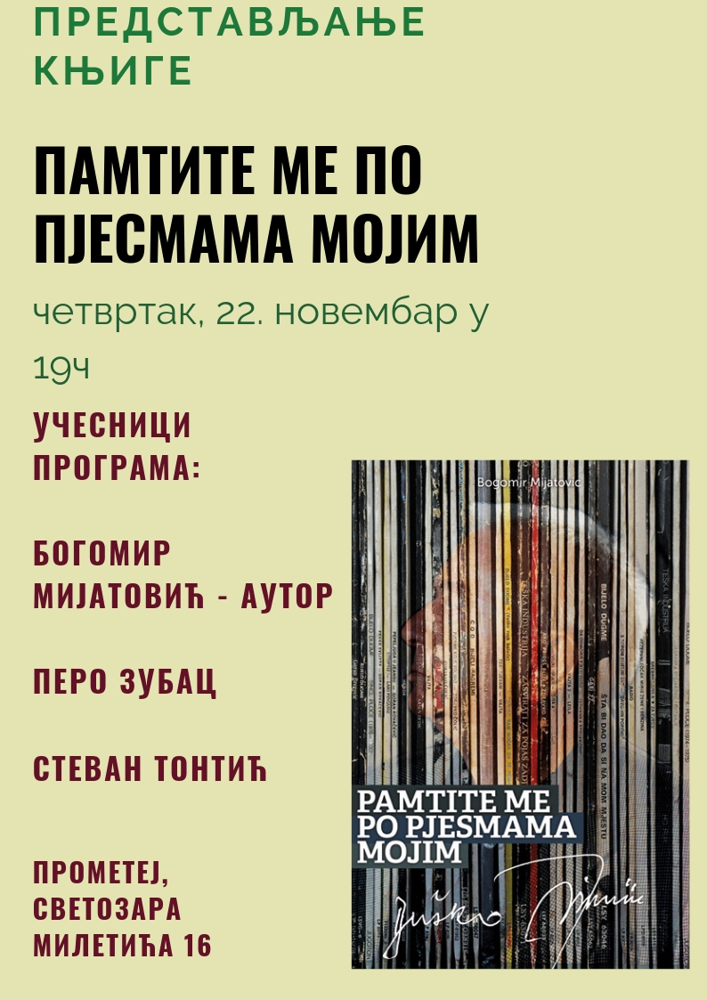 ПРЕДСТАВЉАЊЕ
КЊИГЕ
ПАМТИТЕ МЕ ПО
ПЈЕСМАМА МОЈИМ
четвртак, 22. новембар у
19ч
УЧЕСНИЦИ
ПРОГРАМА:
БОГОМИР
МИЈАТОВИЋ - АУТОР
ПЕРО ЗУБАЦ
СТЕВАН ТОНТИЋ
ПРОМЕТЕЈ,
СВЕТОЗАРА
МИЛЕТИЋА 16
Bogomir Mijatović
TEŠKA INDUSTRIJA
BIJELO DUGME
ŠTA BI DAO DA SI NA MOM MJESTU
PAMTITE ME
PO PJESMAMA
MOJIM
LSY 63046